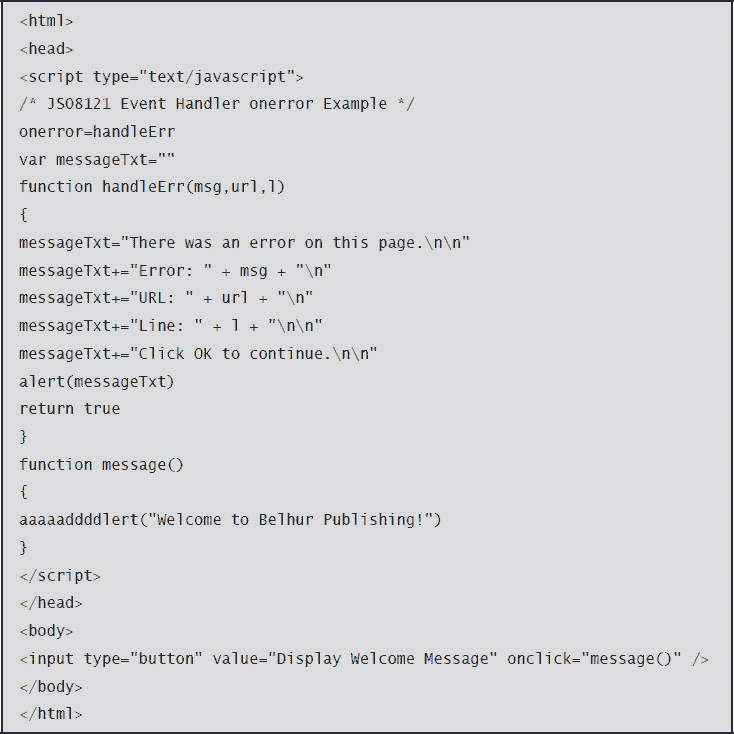 <html>
<head>
<script type="text/javascript">
/* JS08121 Event Handler onerror Example */
onerror=handleErr
var messageTxt=""
function handleErr(msg,url,l)
{
messageTxt="There was an error on this page.\n\n"
messageTxt+="Error: " + msg + "\n"
messageTxt+="URL: " + url + "\n"
messageTxt+="Line: " + l + "\n\n"
messageTxt+="Click OK to continue.\n\n"
alert(messageTxt)
return true
}
function message()
{
aaaaaddddlert("Welcome to Belhur Publishing!")
}
</script>
</head>
<body>
<input type="button" value="Display Welcome Message" onclick="message()" />
</body>
</html>